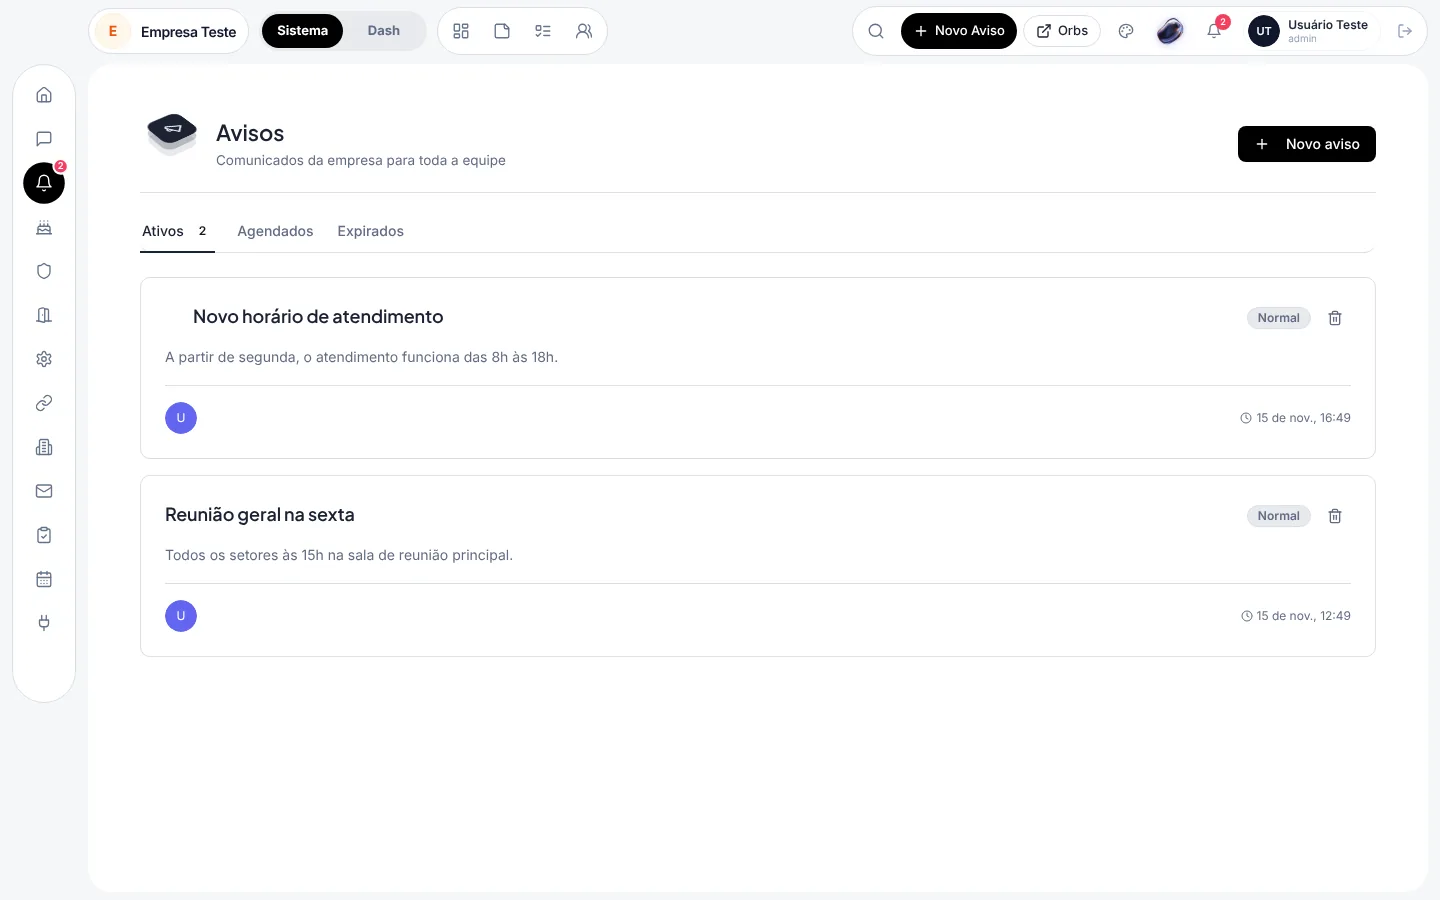 E Empresa Teste Sistema Dash Novo Aviso Orbs 2 UT Usuário Teste
admin
Avisos
Comunicados da empresa para toda a equipe
Novo aviso
2
Ativos 2 Agendados Expirados
Novo horário de atendimento Normal
A partir de segunda, o atendimento funciona das 8h às 18h.
U 15 de nov., 16:49
Reunião geral na sexta Normal
Todos os setores às 15h na sala de reunião principal.
U 15 de nov., 12:49